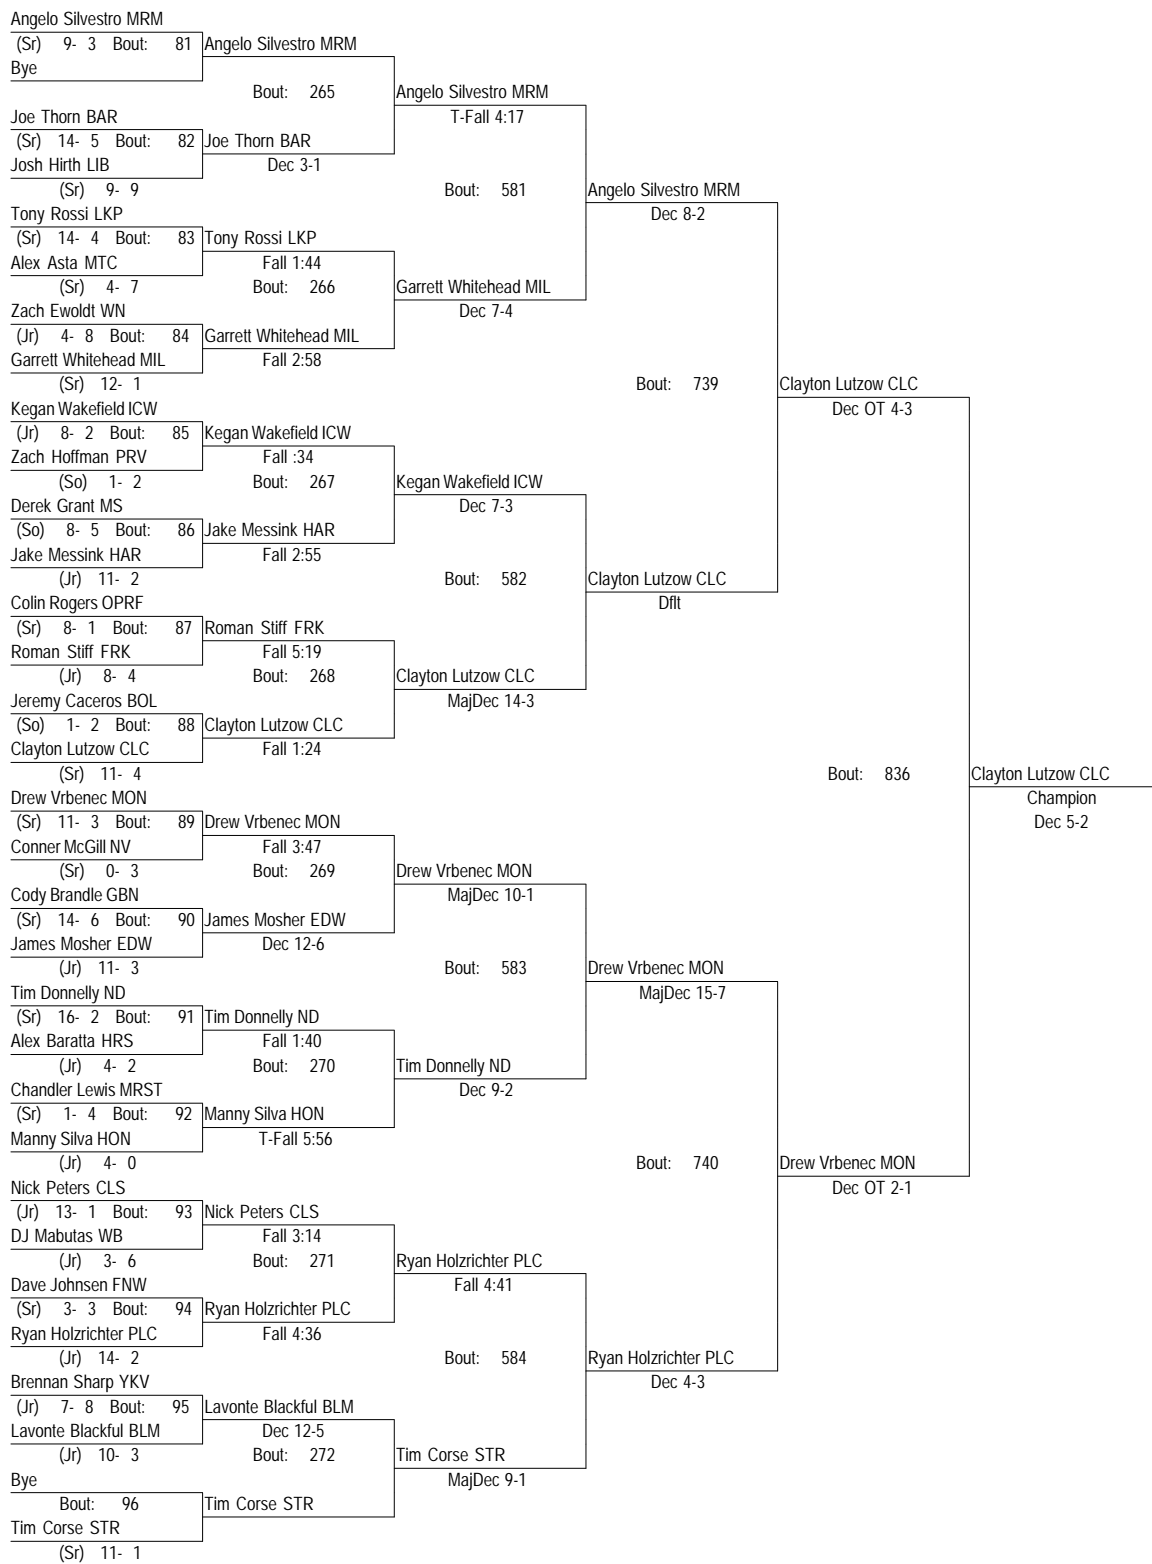 Angelo Silvestro MRM
(Sr) 9- 3 Bout: 81 Angelo Silvestro MRM
Bye
Bout: 265 Angelo Silvestro MRM
Joe Thorn BAR T-Fall 4:17
(Sr) 14- 5 Bout: 82 Joe Thorn BAR
Josh Hirth LIB Dec 3-1
(Sr) 9- 9 Bout: 581 Angelo Silvestro MRM
Tony Rossi LKP Dec 8-2
(Sr) 14- 4 Bout: 83 Tony Rossi LKP
Alex Asta MTC Fall 1:44
(Sr) 4- 7 Bout: 266 Garrett Whitehead MIL
Zach Ewoldt WN Dec 7-4
(Jr) 4- 8 Bout: 84 Garrett Whitehead MIL
Garrett Whitehead MIL Fall 2:58
(Sr) 12- 1 Bout: 739 Clayton Lutzow CLC
Kegan Wakefield ICW Dec OT 4-3
(Jr) 8- 2 Bout: 85 Kegan Wakefield ICW
Zach Hoffman PRV Fall :34
(So) 1- 2 Bout: 267 Kegan Wakefield ICW
Derek Grant MS Dec 7-3
(So) 8- 5 Bout: 86 Jake Messink HAR
Jake Messink HAR Fall 2:55
(Jr) 11- 2 Bout: 582 Clayton Lutzow CLC
Colin Rogers OPRF Dflt
(Sr) 8- 1 Bout: 87 Roman Stiff FRK
Roman Stiff FRK Fall 5:19
(Jr) 8- 4 Bout: 268 Clayton Lutzow CLC
Jeremy Caceros BOL MajDec 14-3
(So) 1- 2 Bout: 88 Clayton Lutzow CLC
Clayton Lutzow CLC Fall 1:24
(Sr) 11- 4 Bout: 836 Clayton Lutzow CLC
Drew Vrbenec MON Champion
(Sr) 11- 3 Bout: 89 Drew Vrbenec MON Dec 5-2
Conner McGill NV Fall 3:47
(Sr) 0- 3 Bout: 269 Drew Vrbenec MON
Cody Brandle GBN MajDec 10-1
(Sr) 14- 6 Bout: 90 James Mosher EDW
James Mosher EDW Dec 12-6
(Jr) 11- 3 Bout: 583 Drew Vrbenec MON
Tim Donnelly ND MajDec 15-7
(Sr) 16- 2 Bout: 91 Tim Donnelly ND
Alex Baratta HRS Fall 1:40
(Jr) 4- 2 Bout: 270 Tim Donnelly ND
Chandler Lewis MRST Dec 9-2
(Sr) 1- 4 Bout: 92 Manny Silva HON
Manny Silva HON T-Fall 5:56
(Jr) 4- 0 Bout: 740 Drew Vrbenec MON
Nick Peters CLS Dec OT 2-1
(Jr) 13- 1 Bout: 93 Nick Peters CLS
DJ Mabutas WB Fall 3:14
(Jr) 3- 6 Bout: 271 Ryan Holzrichter PLC
Dave Johnsen FNW Fall 4:41
(Sr) 3- 3 Bout: 94 Ryan Holzrichter PLC
Ryan Holzrichter PLC Fall 4:36
(Jr) 14- 2 Bout: 584 Ryan Holzrichter PLC
Brennan Sharp YKV Dec 4-3
(Jr) 7- 8 Bout: 95 Lavonte Blackful BLM
Lavonte Blackful BLM Dec 12-5
(Jr) 10- 3 Bout: 272 Tim Corse STR
Bye MajDec 9-1
Bout: 96 Tim Corse STR
Tim Corse STR
(Sr) 11- 1